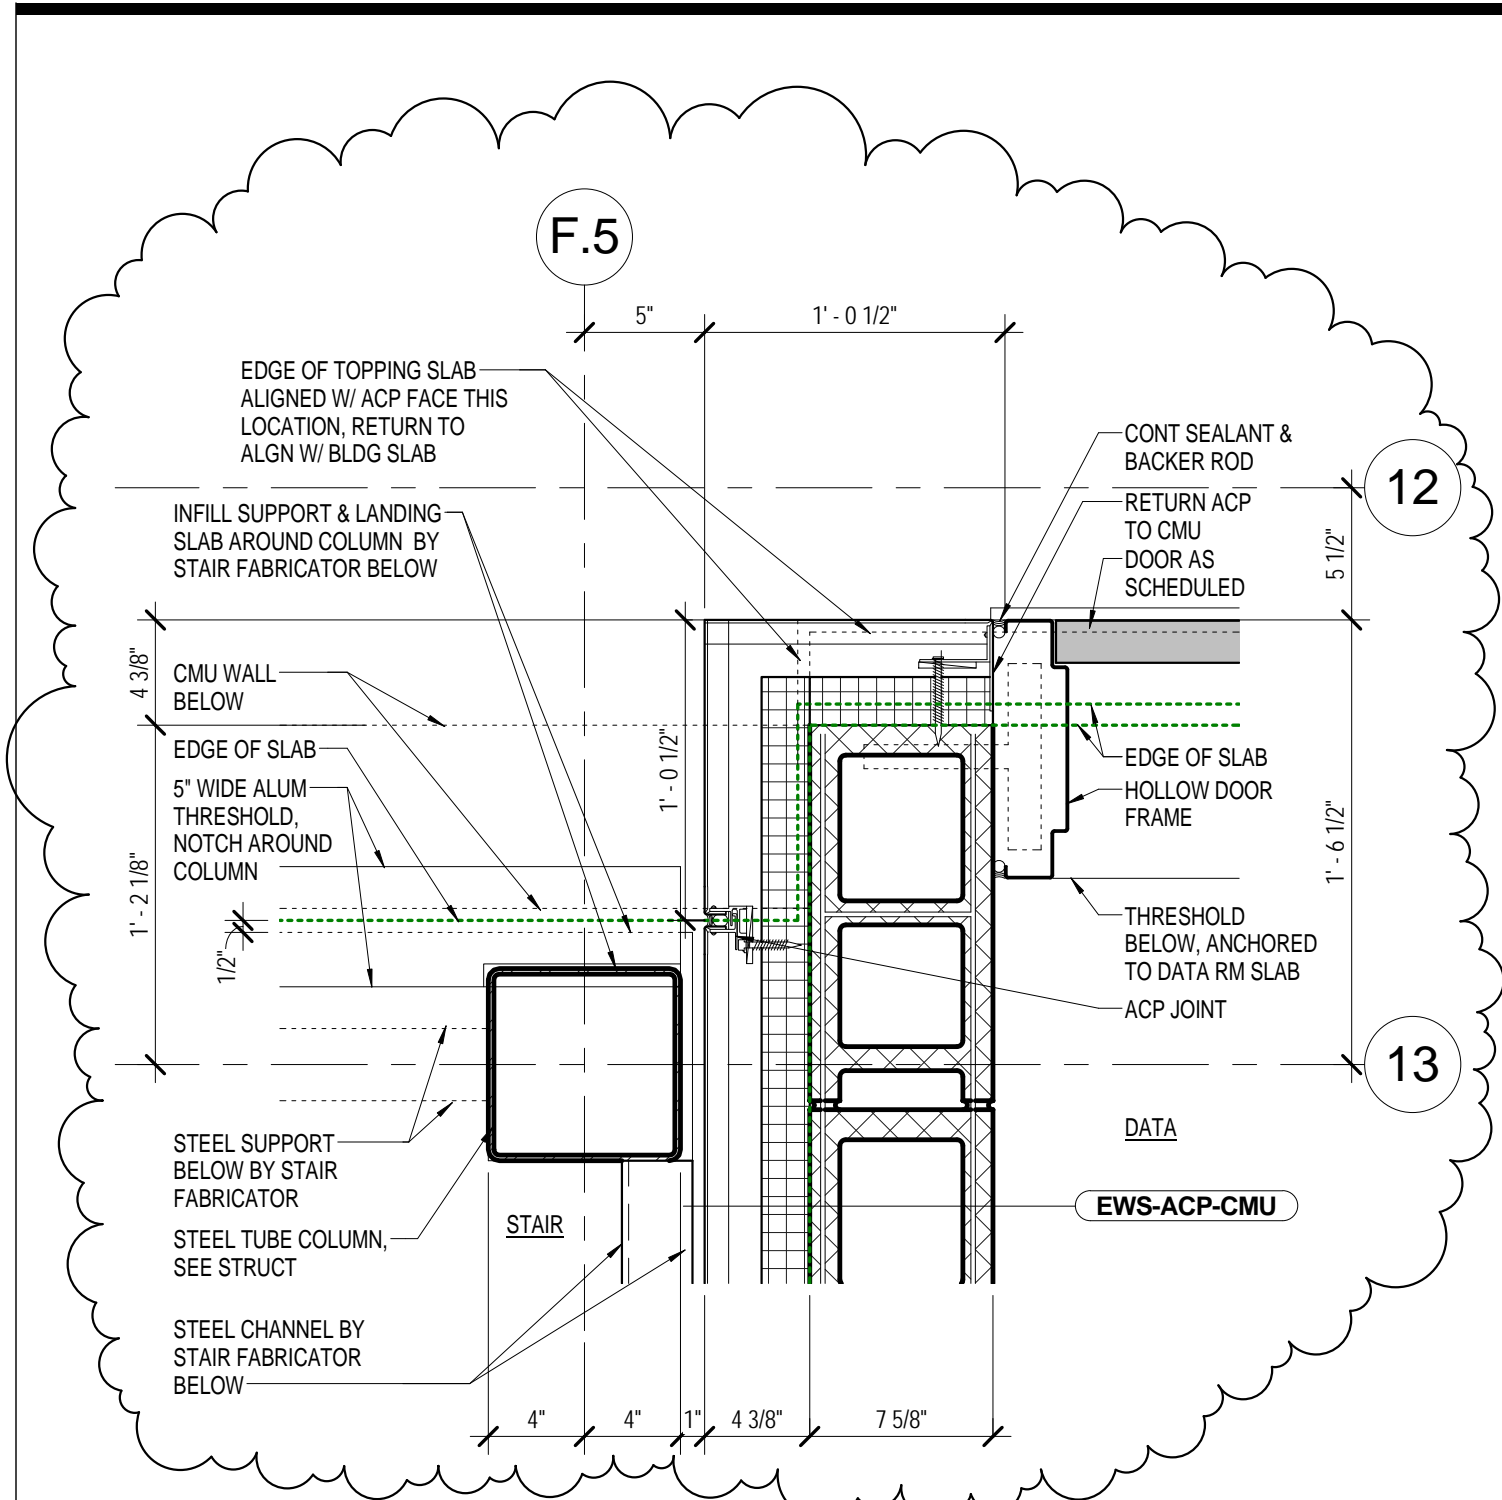 F.5
5"
1' - 0 1/2"
EDGE OF TOPPING SLAB
ALIGNED W/ ACP FACE THIS
LOCATION, RETURN TO
ALGN W/ BLDG SLAB
CONT SEALANT &
BACKER ROD
12
INFILL SUPPORT & LANDING
SLAB AROUND COLUMN BY
STAIR FABRICATOR BELOW
RETURN ACP
TO CMU
DOOR AS
SCHEDULED
5 1/2"
4 3/8"
CMU WALL
BELOW
EDGE OF SLAB
5" WIDE ALUM
THRESHOLD,
NOTCH AROUND
COLUMN
1' - 0 1/2"
EDGE OF SLAB
HOLLOW DOOR
FRAME
1' - 6 1/2"
1' - 2 1/8"
1/2"
THRESHOLD
BELOW, ANCHORED
TO DATA RM SLAB
ACP JOINT
13
STEEL SUPPORT
BELOW BY STAIR
FABRICATOR
DATA
EWS-ACP-CMU
STAIR
STEEL TUBE COLUMN,
SEE STRUCT
STEEL CHANNEL BY
STAIR FABRICATOR
BELOW
4"
4"
1"
4 3/8"
7 5/8"